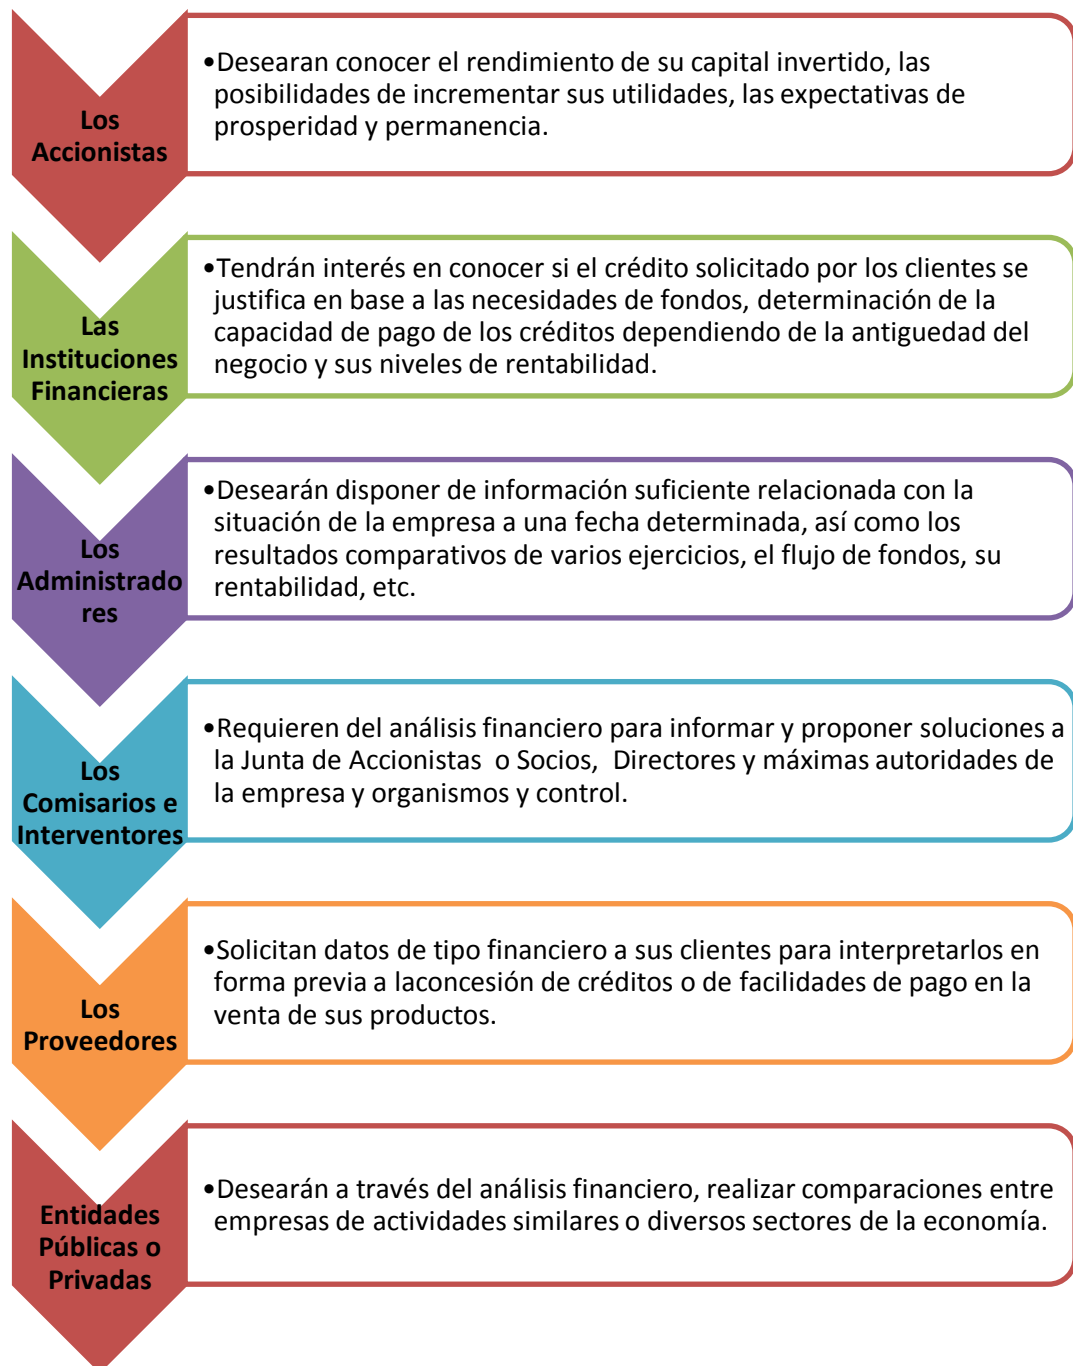 Los
Accionistas
•Desearan conocer el rendimiento de su capital invertido, las
posibilidades de incrementar sus utilidades, las expectativas de
prosperidad y permanencia.
Las
Instituciones
Financieras
•Tendrán interés en conocer si el crédito solicitado por los clientes se
justifica en base a las necesidades de fondos, determinación de la
capacidad de pago de los créditos dependiendo de la antiguedad del
negocio y sus niveles de rentabilidad.
Los
Administrado
res
•Desearán disponer de información suficiente relacionada con la
situación de la empresa a una fecha determinada, así como los
resultados comparativos de varios ejercicios, el flujo de fondos, su
rentabilidad, etc.
Los
Comisarios e
Interventores
•Requieren del análisis financiero para informar y proponer soluciones a
la Junta de Accionistas  o Socios,  Directores y máximas autoridades de
la empresa y organismos y control.
Los
Proveedores
•Solicitan datos de tipo financiero a sus clientes para interpretarlos en
forma previa a laconcesión de créditos o de facilidades de pago en la
venta de sus productos.
Entidades
Públicas o
Privadas
•Desearán a través del análisis financiero, realizar comparaciones entre
empresas de actividades similares o diversos sectores de la economía.